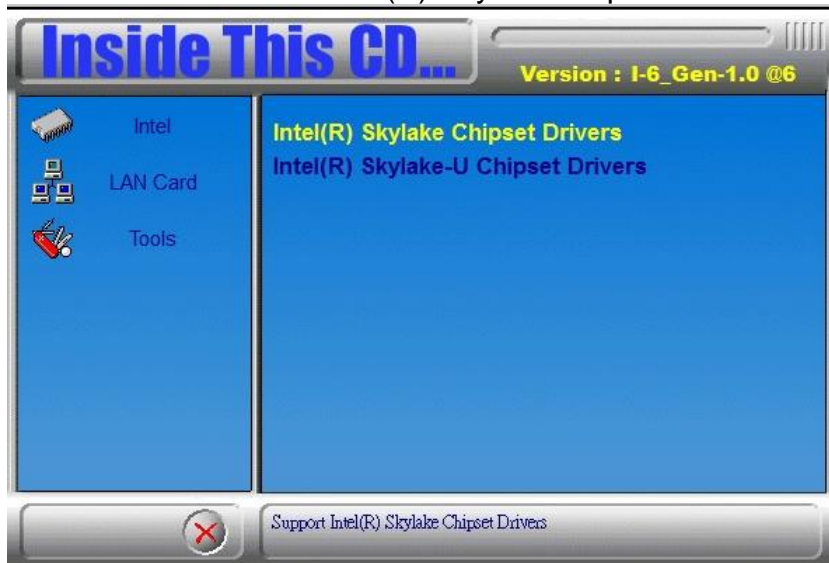 Inside This CD...
Version : I-6_Gen-1.0 @6
Intel
LAN Card
Tools
Intel(R) Skylake Chipset Drivers
Intel(R) Skylake-U Chipset Drivers
Support Intel(R) Skylake Chipset Drivers